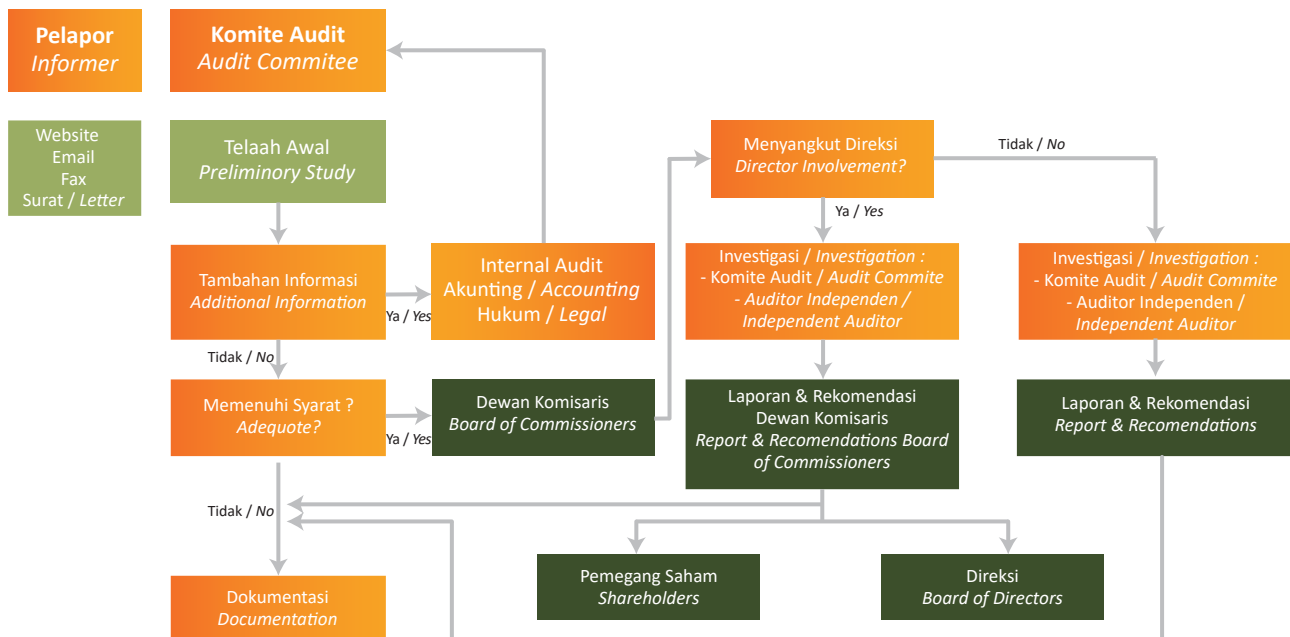 Pelapor
Informer
Komite Audit
Audit Commitee
Website
Email
Fax
Surat / Letter
Telaah Awal
Preliminory Study
Menyangkut Direksi
Director Involvement?
Tidak / No
Ya / Yes
Tambahan Informasi
Additional Information
Ya / Yes
Internal Audit
Akunting / Accounting
Hukum / Legal
Investigasi / Investigation :
- Komite Audit / Audit Commite
- Auditor Independen /
Independent Auditor
Investigasi / Investigation :
- Komite Audit / Audit Commite
- Auditor Independen /
Independent Auditor
Tidak / No
Memenuhi Syarat ?
Adequote?
Ya / Yes
Dewan Komisaris
Board of Commissioners
Laporan & Rekomendasi
Dewan Komisaris
Report & Recomendations Board
of Commissioners
Laporan & Rekomendasi
Report & Recomendations
Tidak / No
Pemegang Saham
Shareholders
Direksi
Board of Directors
Dokumentasi
Documentation